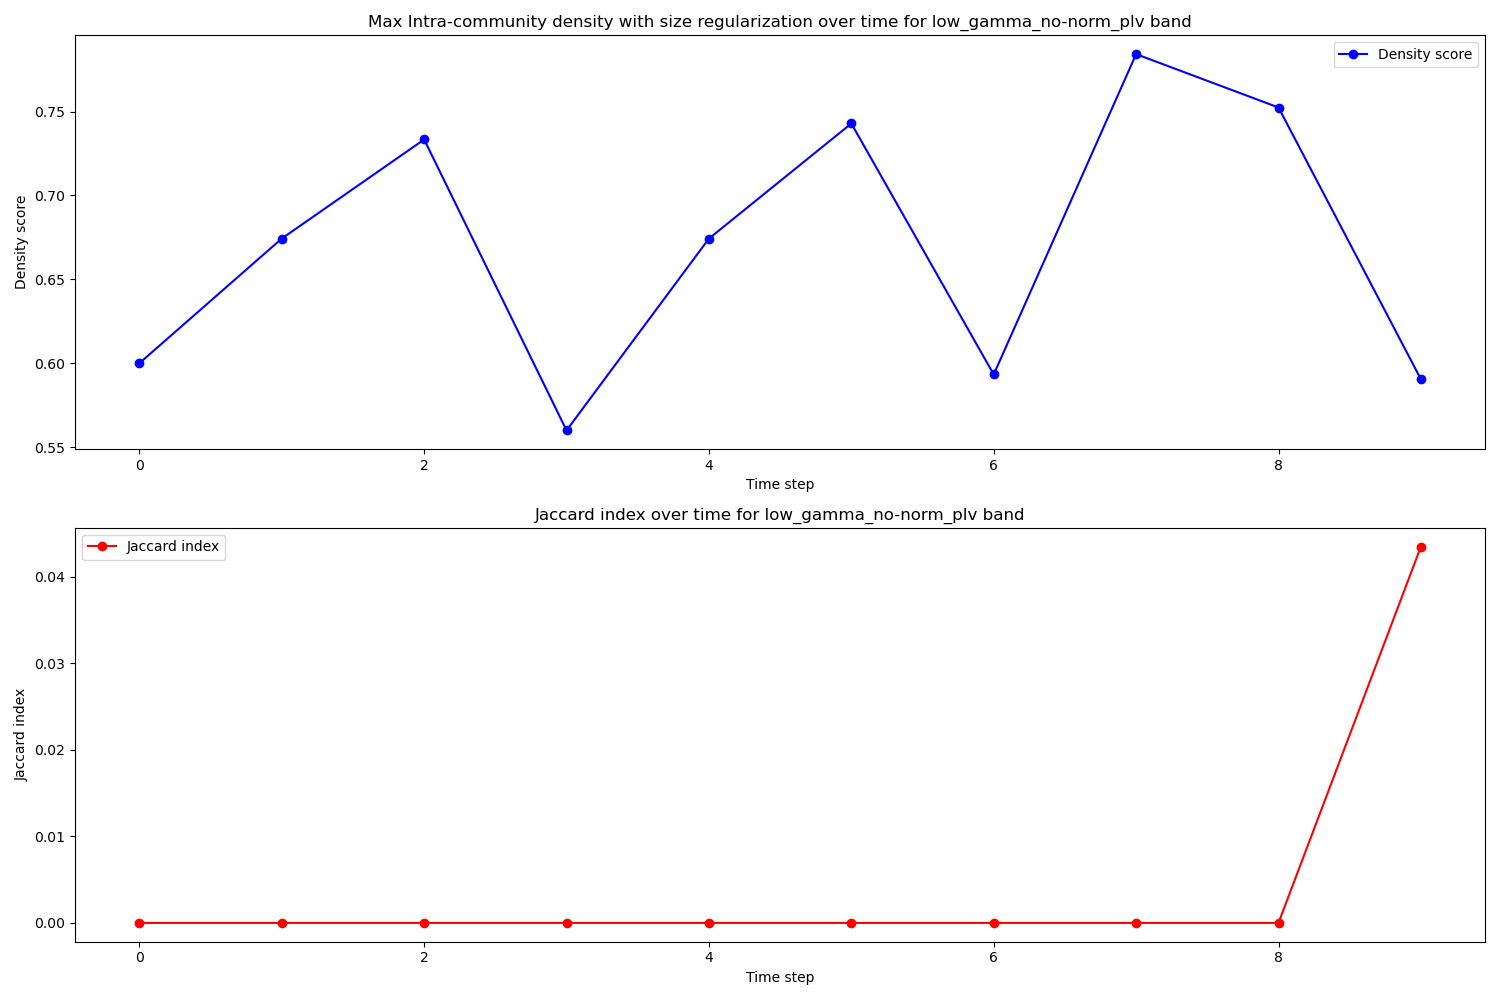 Max Intra-community density with size regularization over time for low_gamma_no-norm_plv band
Density score
0.75
0.70
0.65
0.60
0.55
Density score
0 2 4 6 8
Time step
Jaccard index over time for low_gamma_no-norm_plv band
Jaccard index
0.04
0.03
0.02
0.01
0.00
Jaccard index
0 2 4 6 8
Time step